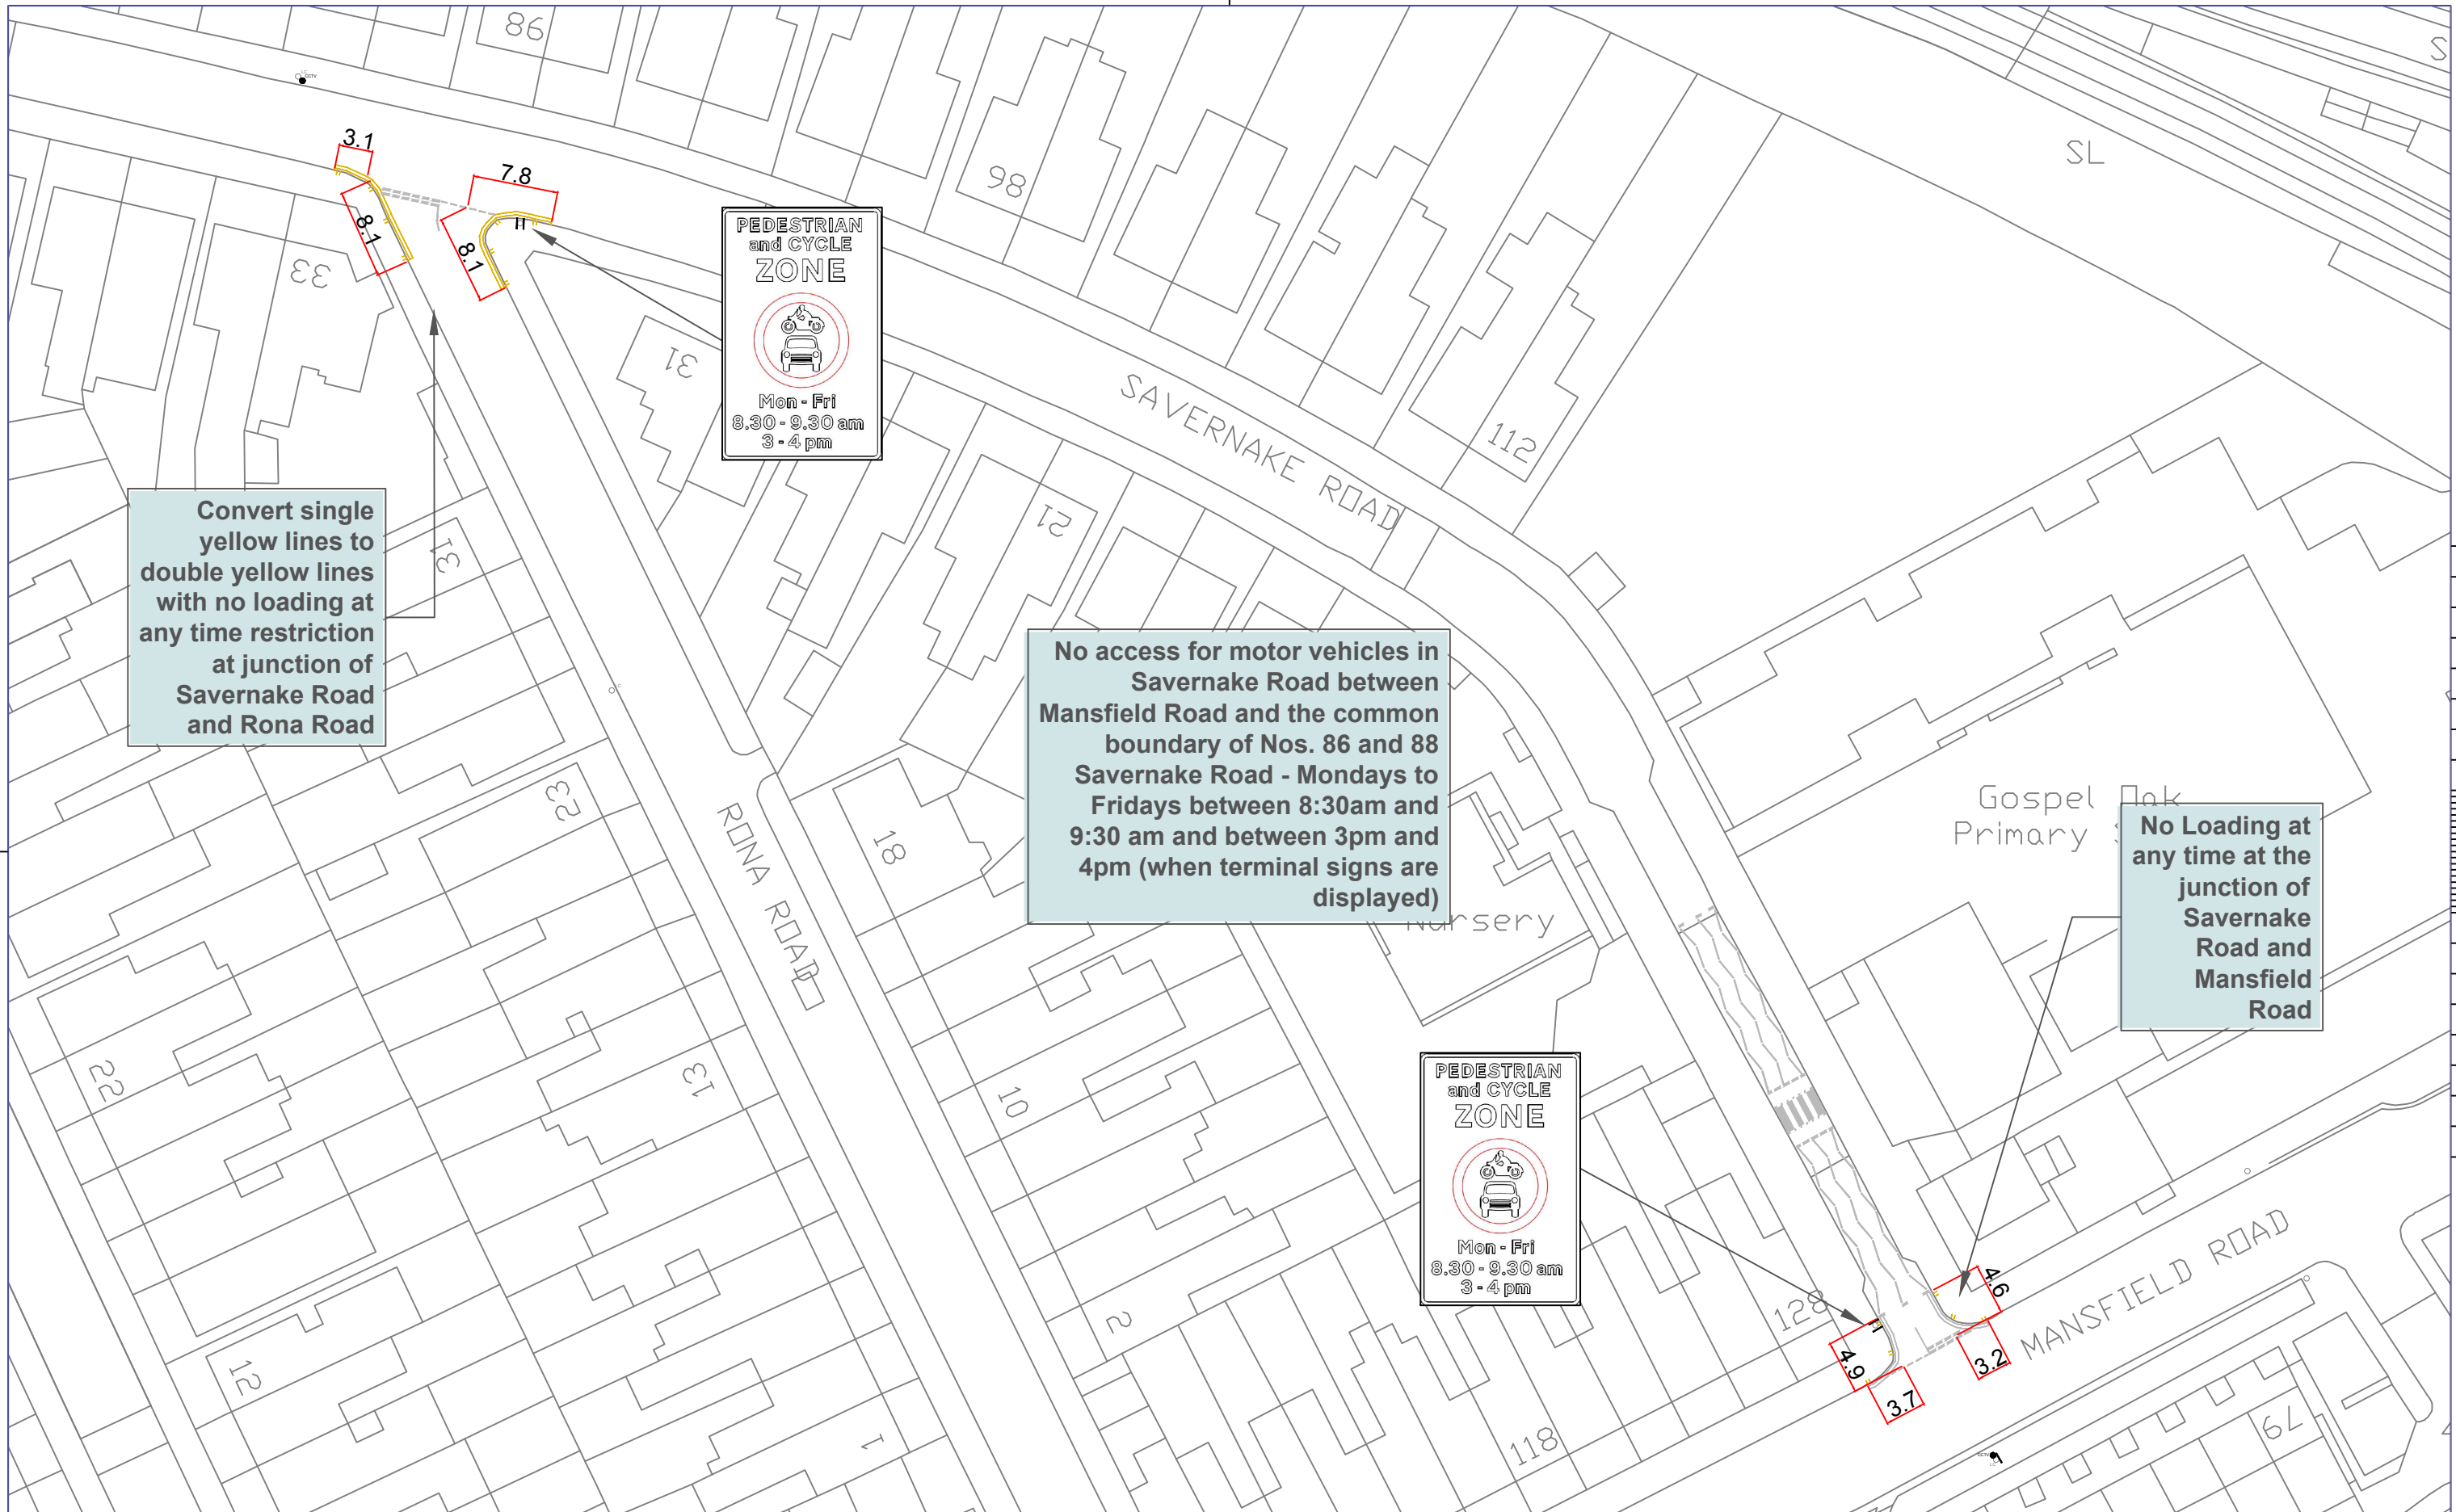 86
CCTV
S
SL
3.1
7.8
8.1
8.1
98
33
31
PEDESTRIAN
and CYCLE
ZONE
Mon - Fri
8.30 - 9.30 am
3 - 4 pm
SAVERNAKE ROAD
112
Convert single
yellow lines to
double yellow lines
with no loading at
any time restriction
at junction of
Savernake Road
and Rona Road
31
21
No access for motor vehicles in
Savernake Road between
Mansfield Road and the common
boundary of Nos. 86 and 88
Savernake Road - Mondays to
Fridays between 8:30am and
9:30 am and between 3pm and
4pm (when terminal signs are
displayed)
23
18
RONA ROAD
Nursery
Gospel Oak
Primary
No Loading at
any time at the
junction of
Savernake
Road and
Mansfield
Road
22
13
10
PEDESTRIAN
and CYCLE
ZONE
Mon - Fri
8.30 - 9.30 am
3 - 4 pm
2
128
4.6
MANSFIELD ROAD
4.9
3.2
3.7
12
1
118
79
CCTV